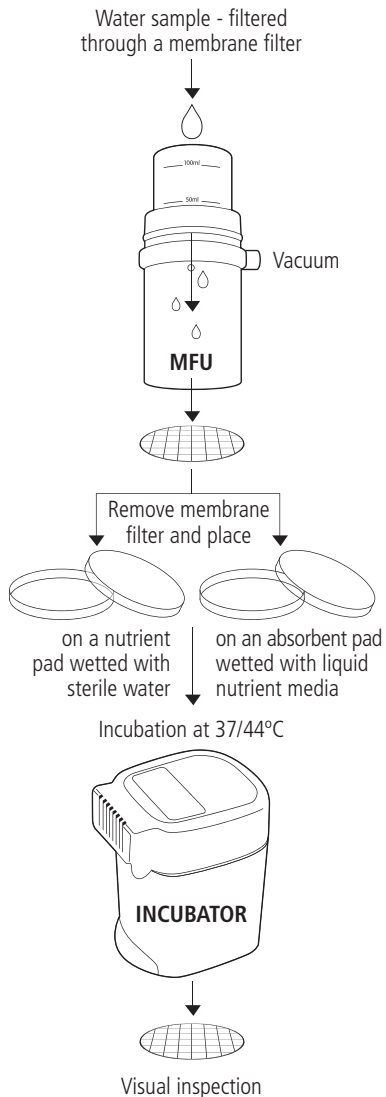 Water sample - filtered
through a membrane filter
100ml
50ml
Vacuum
MFU
Remove membrane
filter and place
on a nutrient
pad wetted with
sterile water
on an absorbent pad
wetted with liquid
nutrient media
Incubation at 37/44ºC
INCUBATOR
Visual inspection